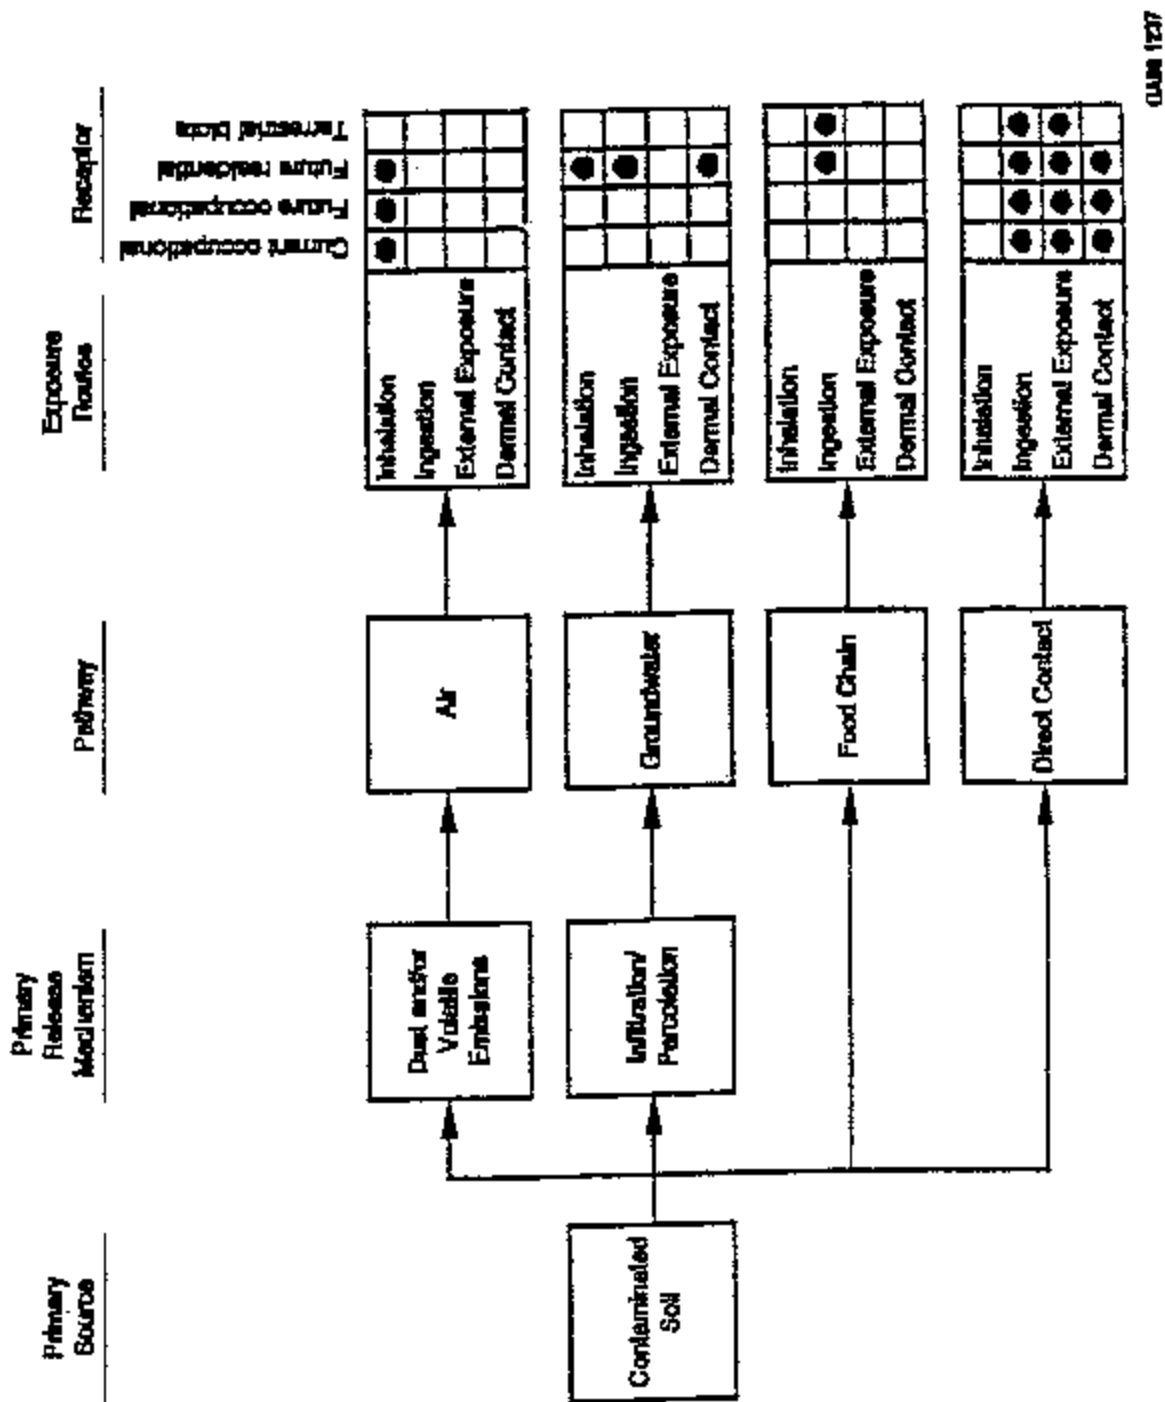 Primary
Source
Primary
Release
Mechanism
Pathway
Exposure
Routes
Receptor
Current occupational
Future occupational
Future residential
Terrestrial biota
Contaminated
Soil
Dust and/or
Volatile
Emissions
Air
Inhalation
Ingestion
External Exposure
Dermal Contact
Infiltration/
Percolation
Groundwater
Inhalation
Ingestion
External Exposure
Dermal Contact
Food Chain
Inhalation
Ingestion
External Exposure
Dermal Contact
Direct Contact
Inhalation
Ingestion
External Exposure
Dermal Contact